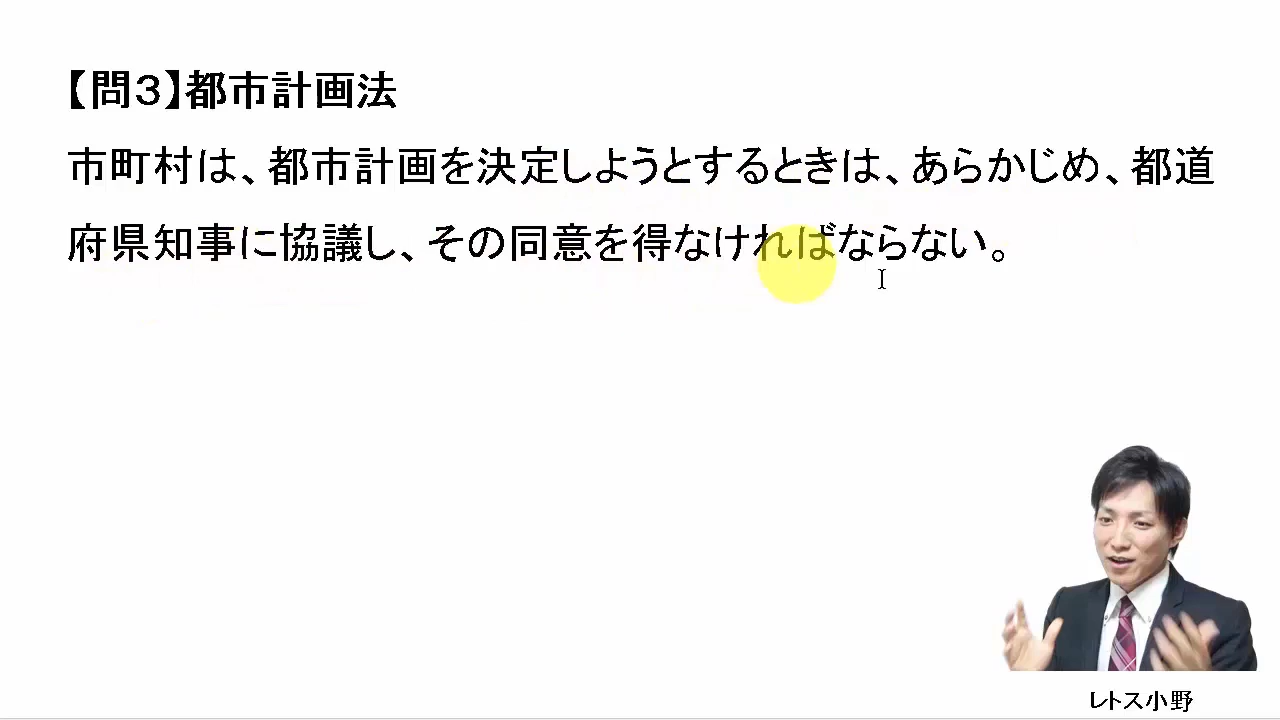 【問３】都市計画法
市町村は、都市計画を決定しようとするときは、あらかじめ、都道
府県知事に協議し、その同意を得なければならない。
レトス小野